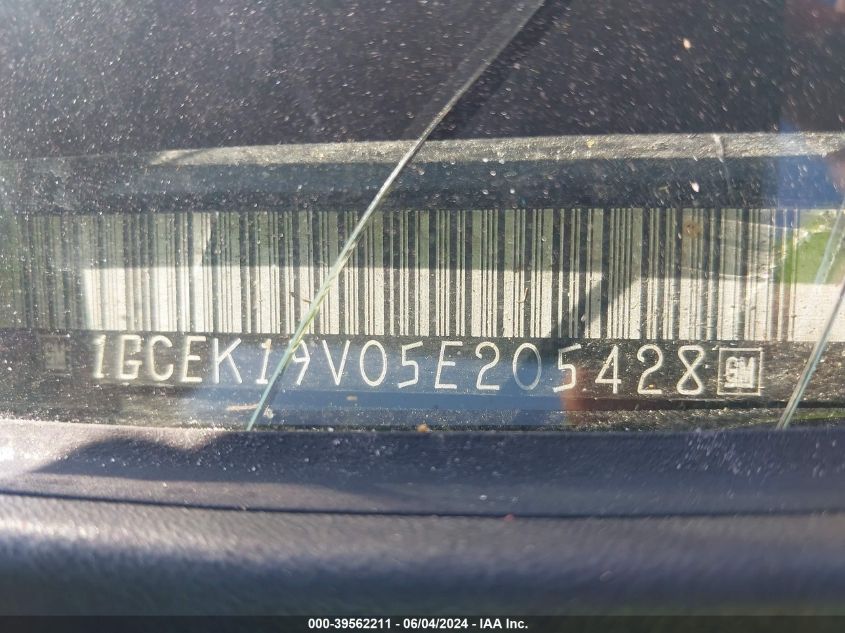 1GCEK19V05E205428 GM
000-39562211 - 06/04/2024 - IAA Inc.